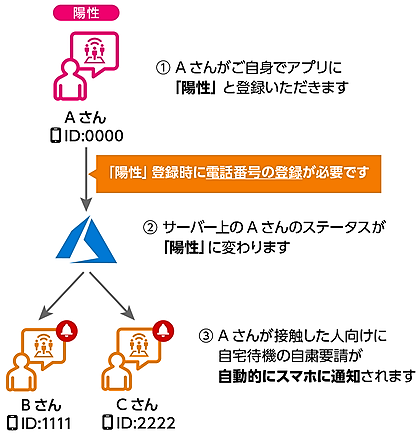 陽性
① Aさんがご自身でアプリに
「陽性」と登録いただきます
Aさん
ID:0000
「陽性」登録時に電話番号の登録が必要です
② サーバー上のAさんのステータスが
「陽性」に変わります
③ Aさんが接触した人向けに
自宅待機の自粛要請が
自動的にスマホに通知されます
Bさん
ID:1111
Cさん
ID:2222